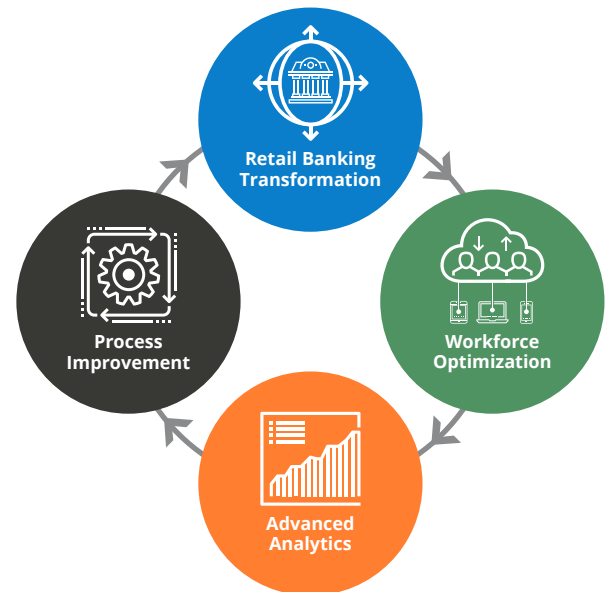 Retail Banking
Transformation
Workforce
Optimization
Advanced
Analytics
Process
Improvement